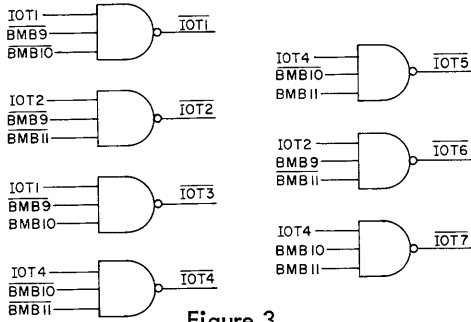 IOT1
BMB9
BMB10
IOT1
IOT2
BMB9
BMB11
IOT2
IOT1
BMB9
BMB10
IOT3
IOT4
BMB10
BMB11
IOT4
IOT4
BMB10
BMB11
IOT5
IOT2
BMB9
BMB11
IOT6
IOT4
BMB10
BMB11
IOT7
Figure 3